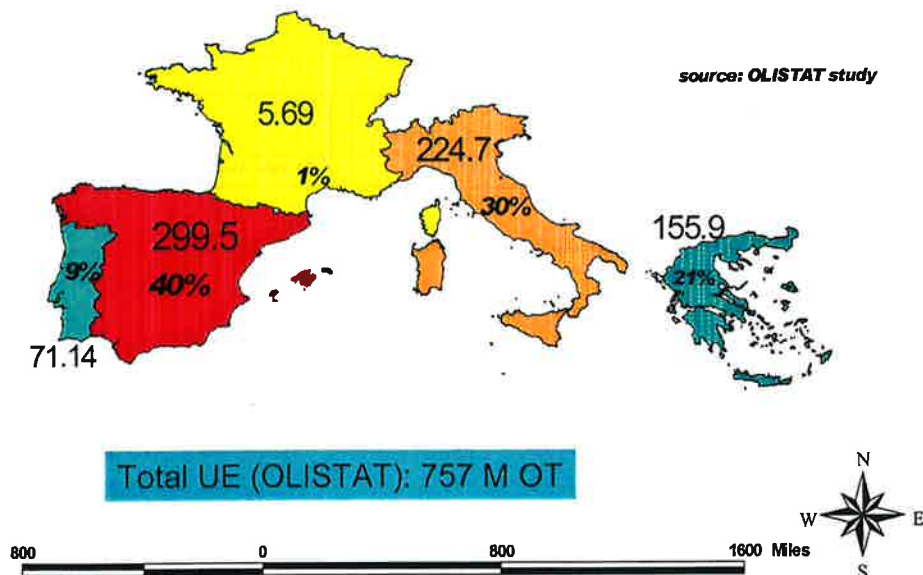 source: OLISTAT study
5.69
1%
224.7
30%
299.5
40%
9%
71.14
155.9
21%
Total UE (OLISTAT): 757 M OT
N
W
E
S
800
0
800
1600 Miles